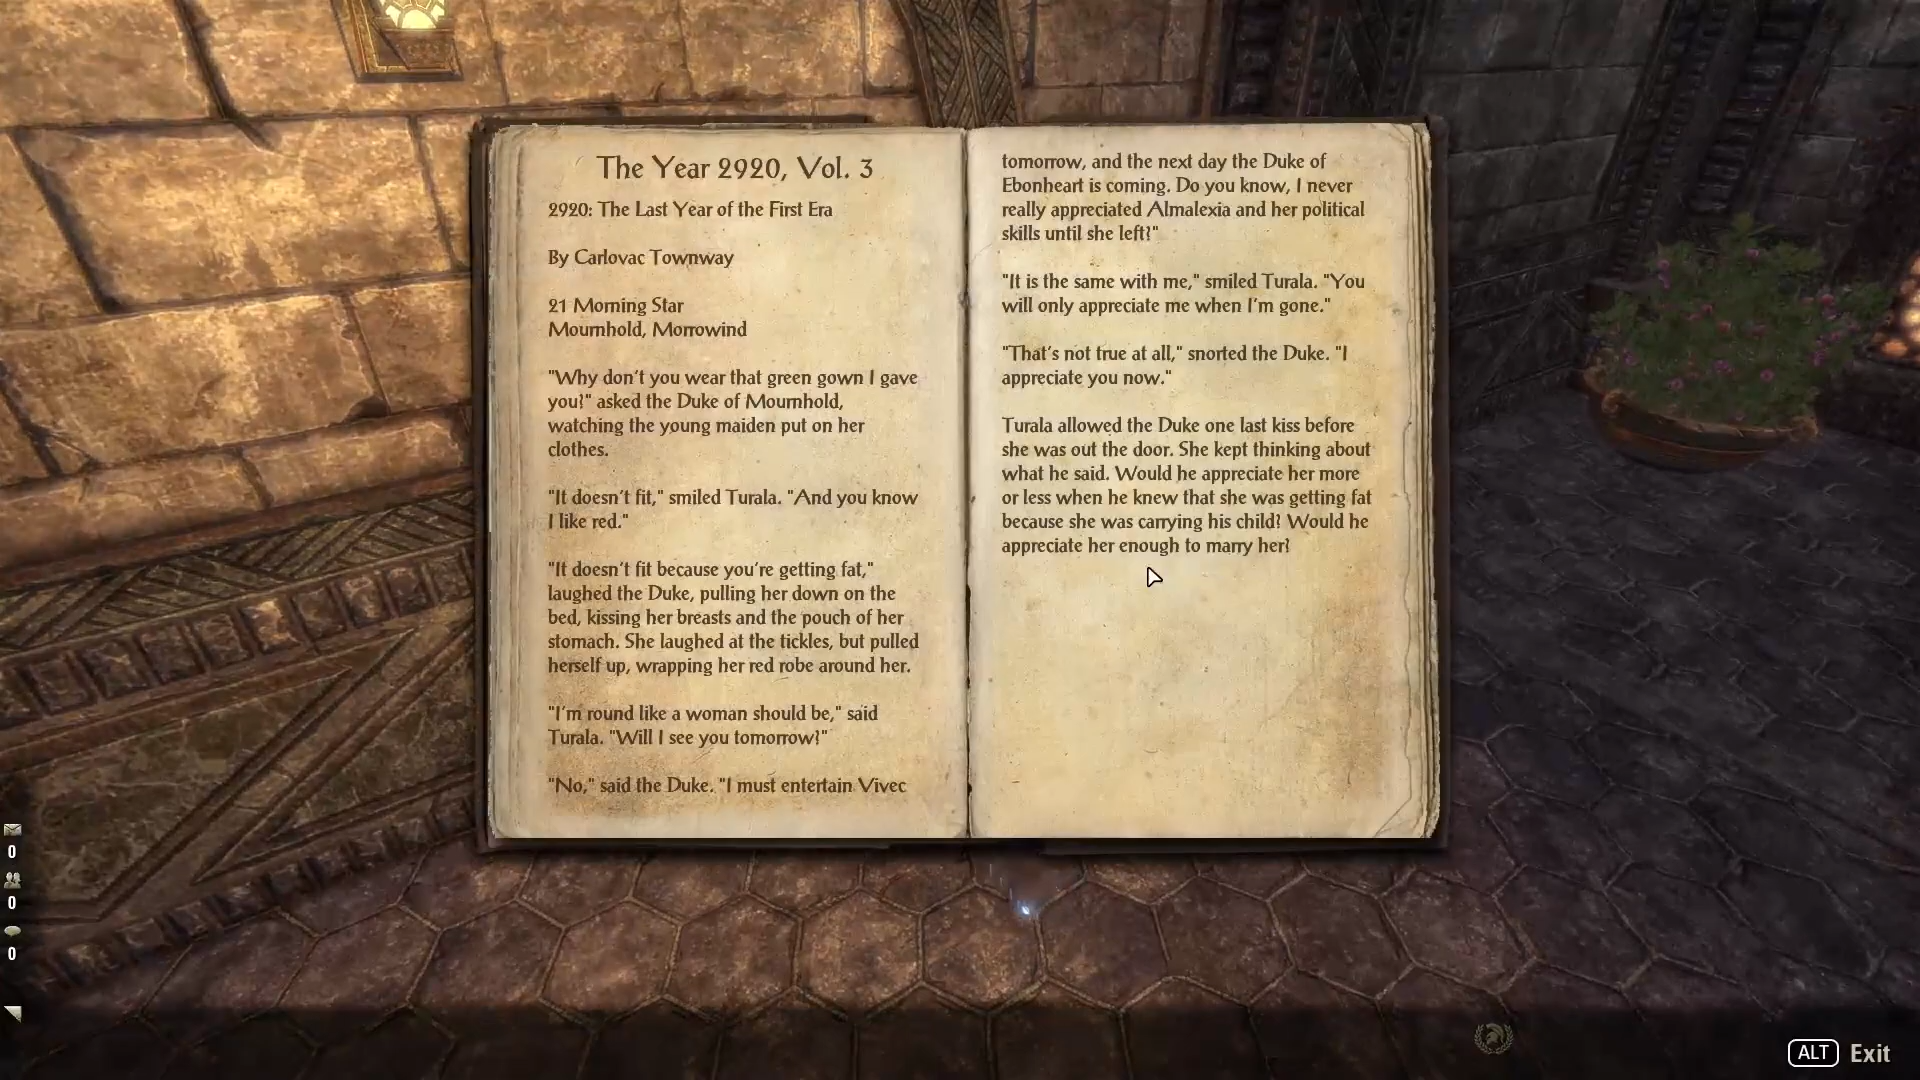 The Year 2920, Vol. 3
2920: The Last Year of the First Era
By Carlovac Townway
21 Morning Star
Mournhold, Morrowind
"Why don't you wear that green gown I gave
you?" asked the Duke of Mournhold,
watching the young maiden put on her
clothes.
"It doesn't fit," smiled Turala. "And you know
I like red."
"It doesn't fit because you're getting fat,"
laughed the Duke, pulling her down on the
bed, kissing her breasts and the pouch of her
stomach. She laughed at the tickles, but pulled
herself up, wrapping her red robe around her.
"I'm round like a woman should be," said
Turala. "Will I see you tomorrow?"
"No," said the Duke. "I must entertain Vivec
tomorrow, and the next day the Duke of
Ebonheart is coming. Do you know, I never
really appreciated Almalexia and her political
skills until she left?"
"It is the same with me," smiled Turala. "You
will only appreciate me when I'm gone."
"That's not true at all," snorted the Duke. "I
appreciate you now."
Turala allowed the Duke one last kiss before
she was out the door. She kept thinking about
what he said. Would he appreciate her more
or less when he knew that she was getting fat
because she was carrying his child? Would he
appreciate her enough to marry her?
0
0
0
ALT Exit